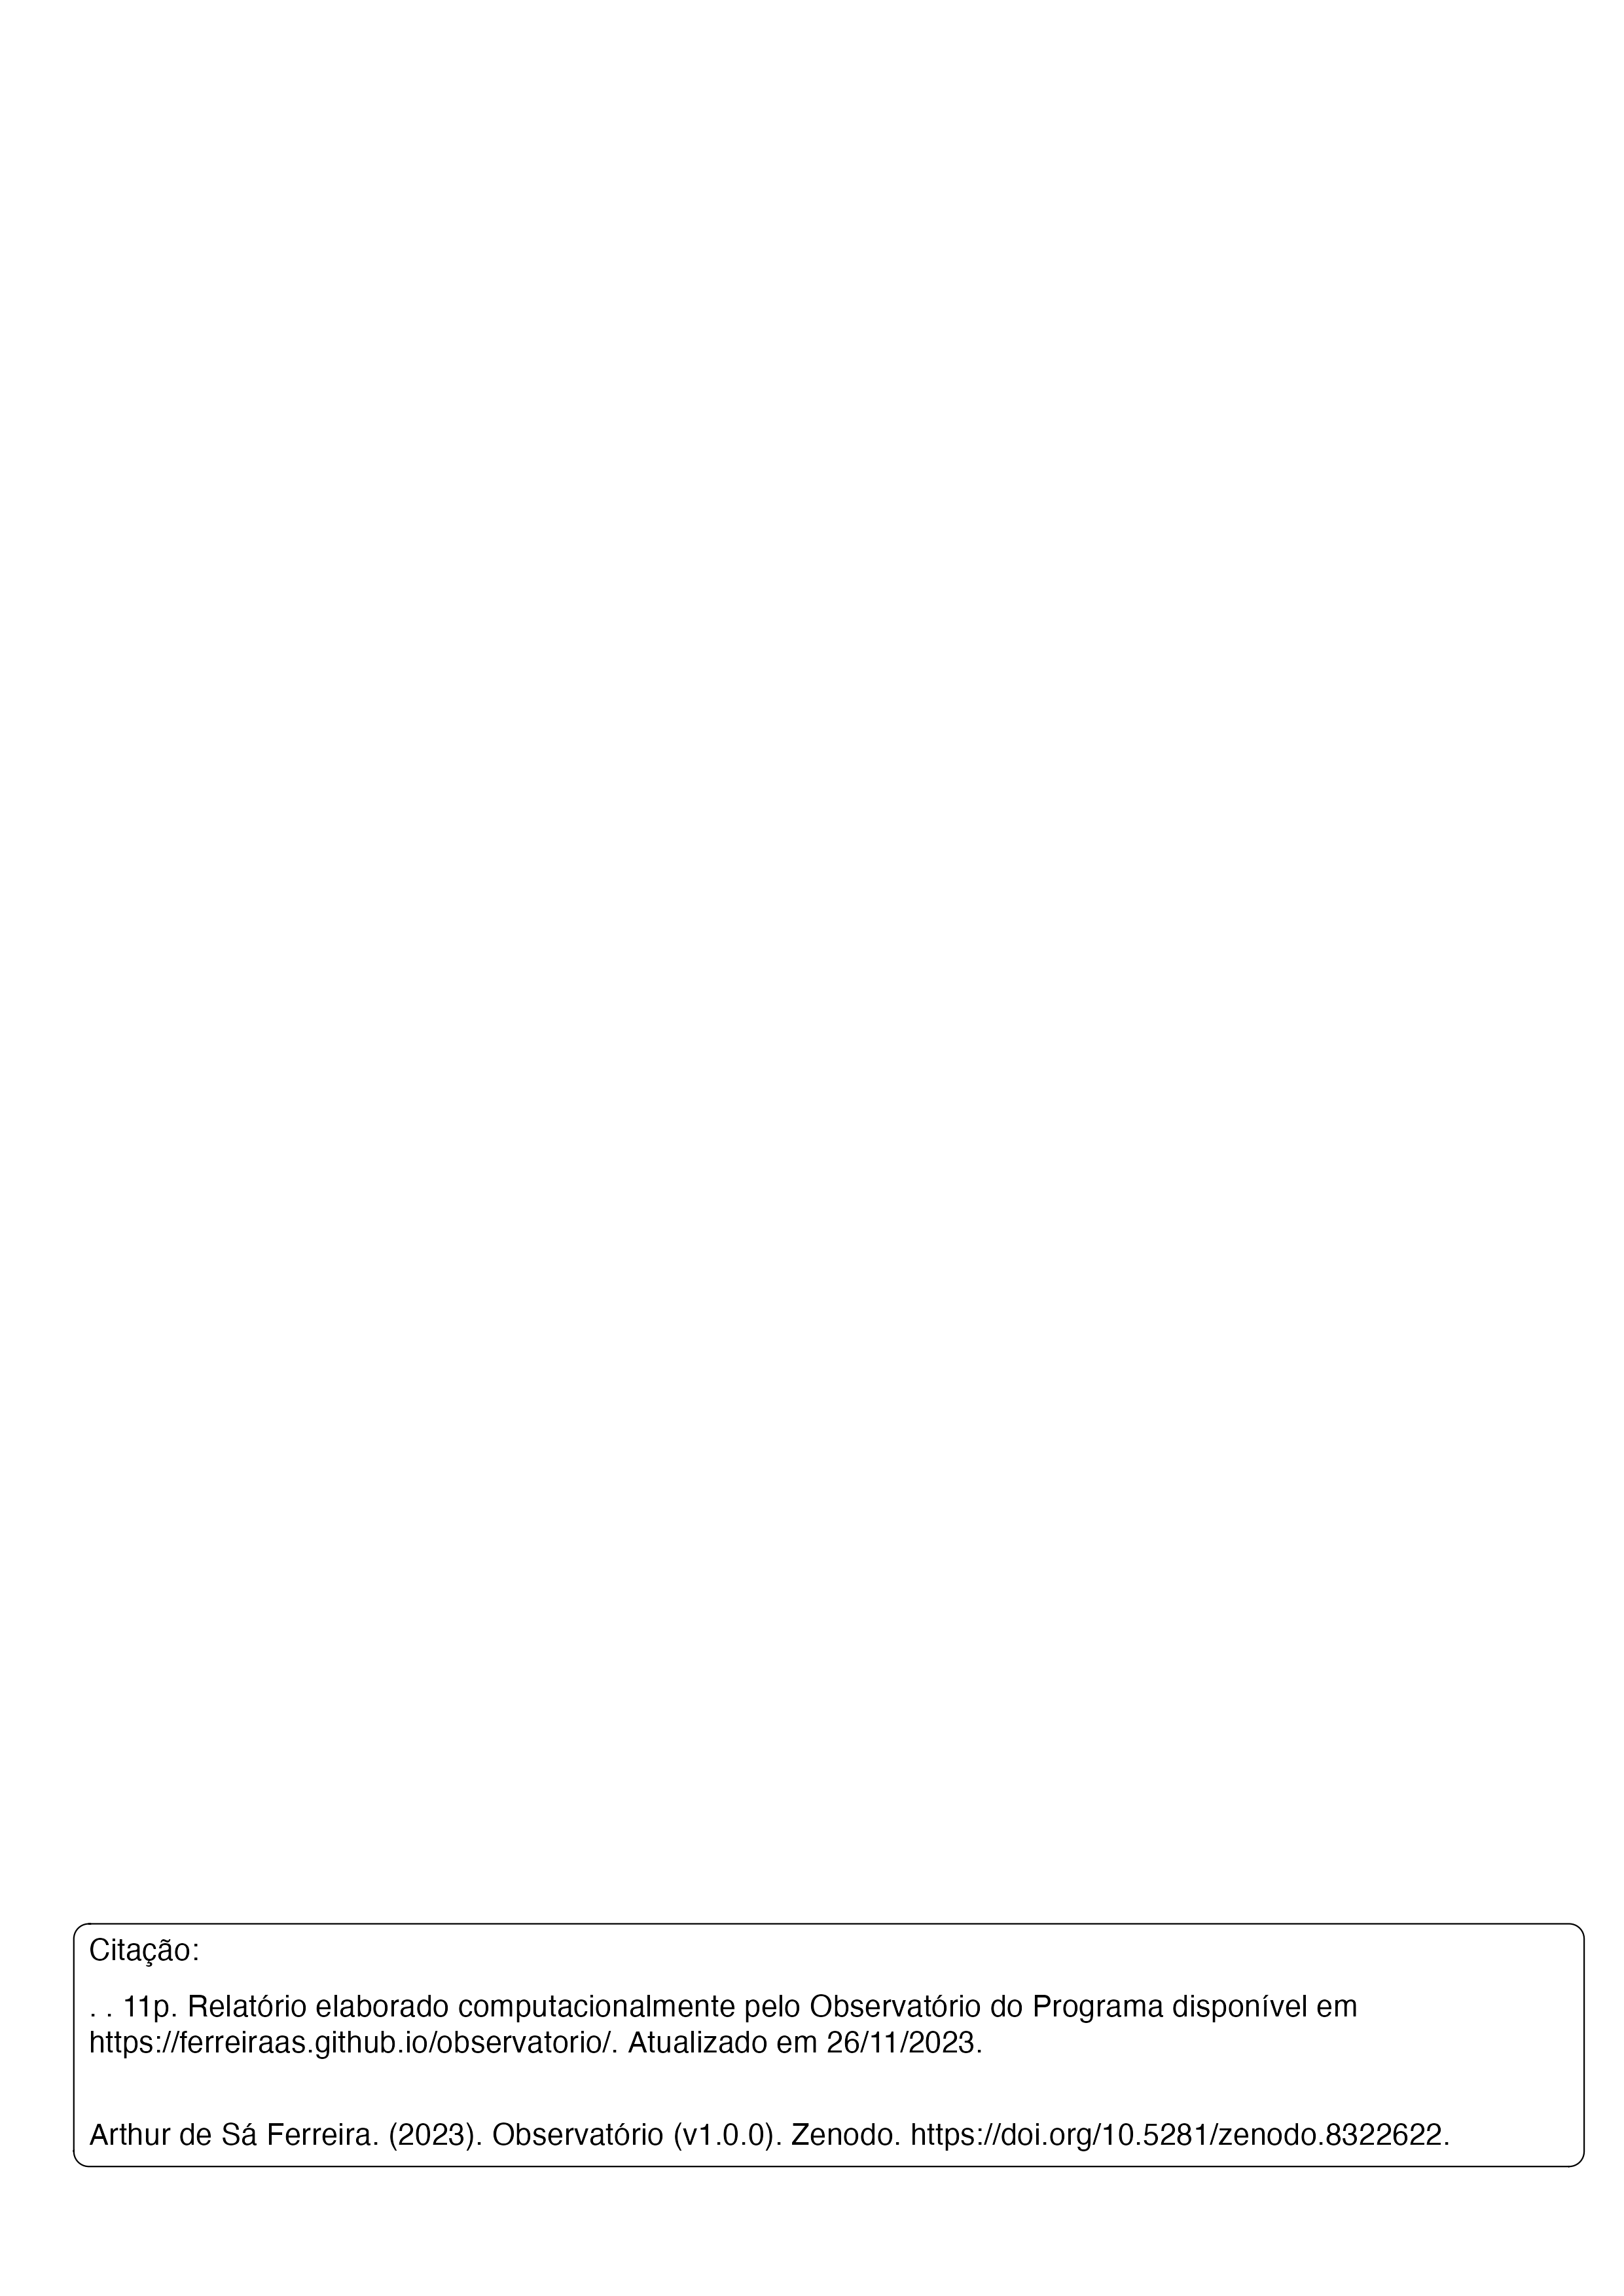 Citação:
. . 11p. Relatório elaborado computacionalmente pelo Observatório do Programa disponível em
https://ferreiraas.github.io/observatorio/. Atualizado em 26/11/2023.
Arthur de Sá Ferreira. (2023). Observatório (v1.0.0). Zenodo. https://doi.org/10.5281/zenodo.8322622.